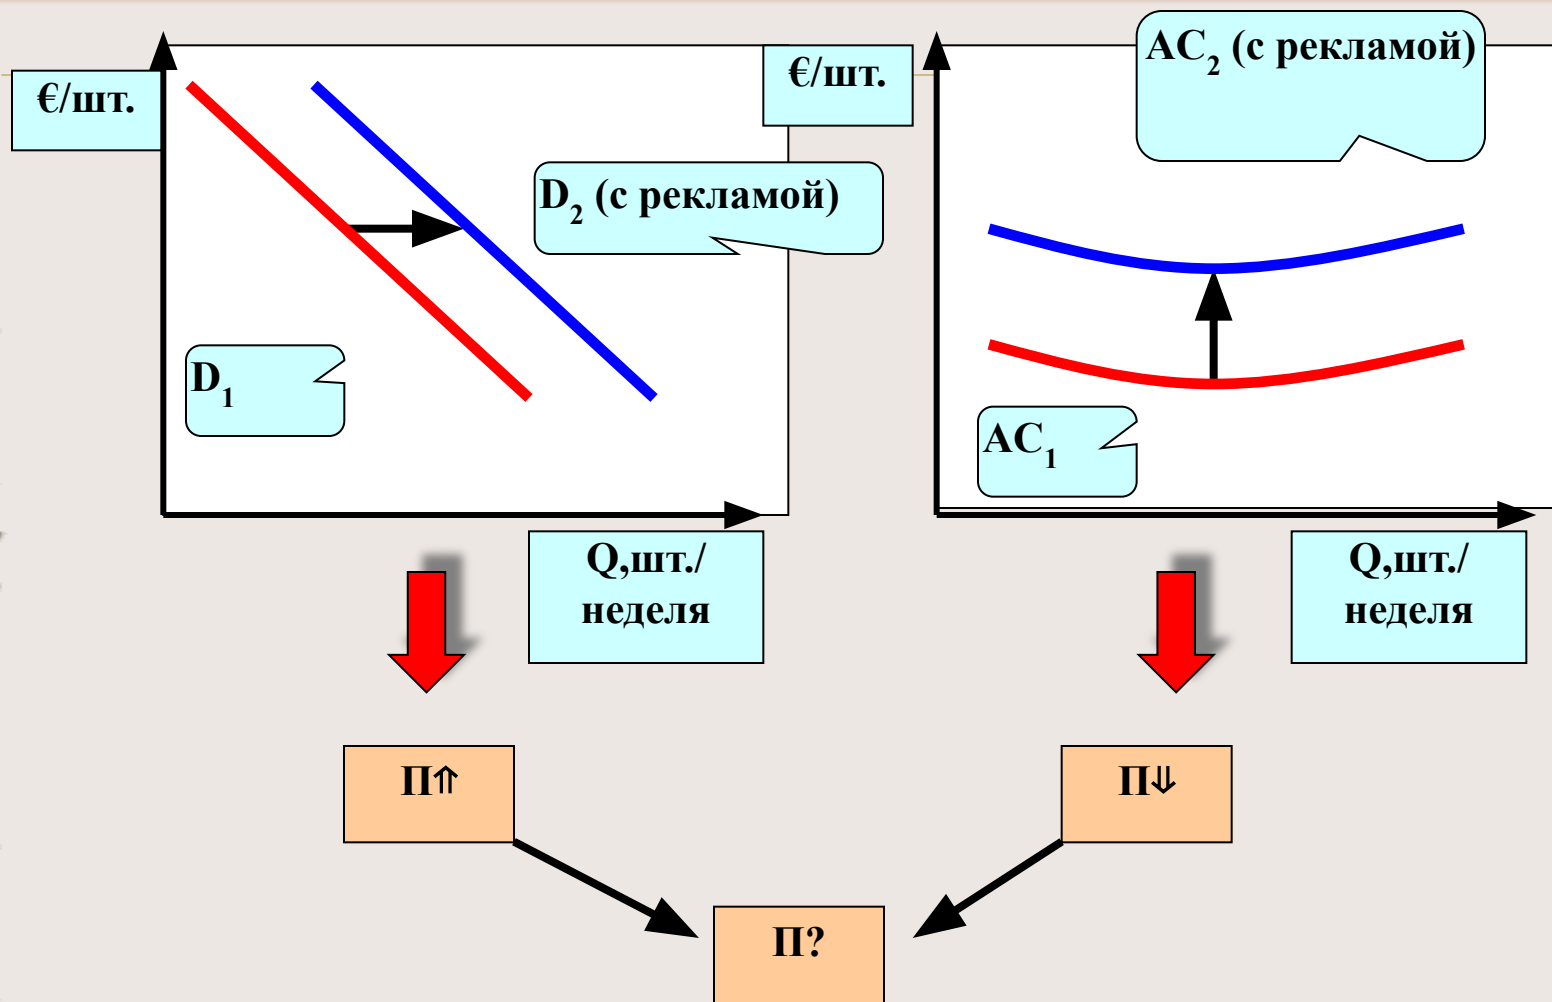 €/шт.
D₂ (с рекламой)
D₁
Q,шт./
неделя
€/шт.
AC₂ (с рекламой)
AC₁
Q,шт./
неделя
П⇑
П⇓
П?